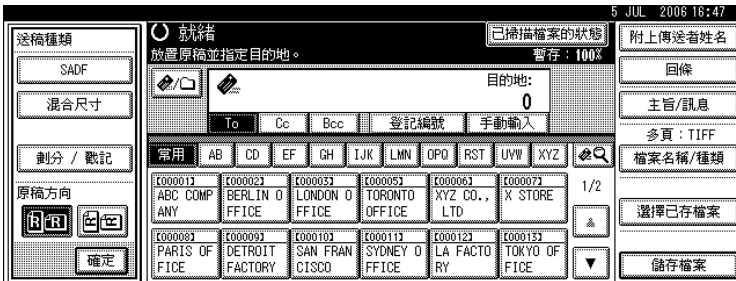 5 JUL 2006 16:47
送稿種類
SADF
混合尺寸
劃分 / 戳記
原稿方向
R R
R R
確定
就緒
已掃描檔案的狀態
放置原稿並指定目的地。
暫存：100%
目的地:
0
To Cc Bcc 登記編號 手動輸入
常用 AB CD EF GH IJK LMN OPQ RST UVW XYZ
[00001] [00002] [00003] [00005] [00006] [00007]
ABC COMP BERLIN O LONDON O TORONTO XYZ CO., X STORE
ANY FFICE FFICE OFFICE LTD
1/2
[00008] [00009] [00010] [00011] [00012] [00013]
PARIS OF DETROIT SAN FRAN SYDNEY O LA FACTO TOKYO OF
FICE FACTORY CISCO FFICE RY FICE
附上傳送者姓名
回條
主旨/訊息
多頁：TIFF
檔案名稱/種類
選擇已存檔案
儲存檔案